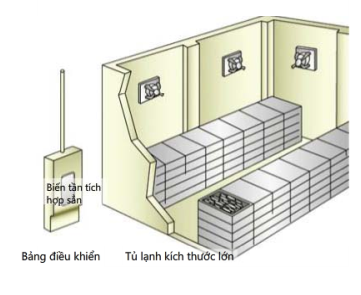 Biến tần tích
hợp sẵn
Bảng điều khiển
Tủ lạnh kích thước lớn